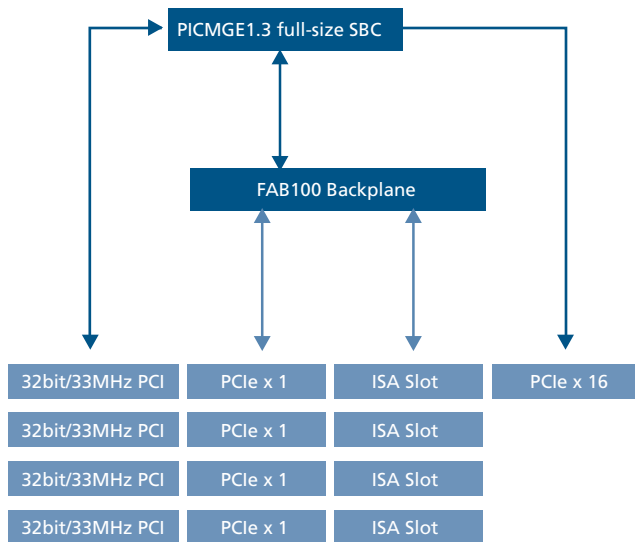 PICMGE1.3 full-size SBC
FAB100 Backplane
32bit/33MHz PCI PCIe x 1 ISA Slot PCIe x 16
32bit/33MHz PCI PCIe x 1 ISA Slot
32bit/33MHz PCI PCIe x 1 ISA Slot
32bit/33MHz PCI PCIe x 1 ISA Slot